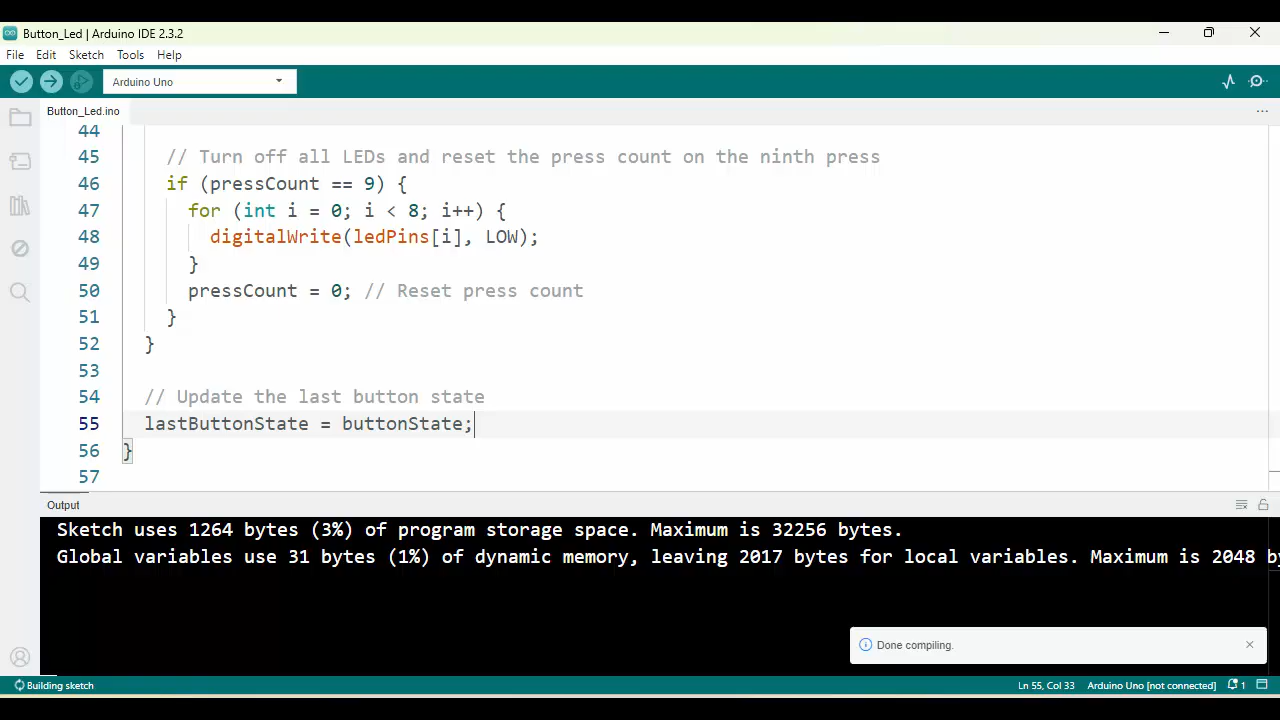 Button_Led | Arduino IDE 2.3.2
File Edit Sketch Tools Help
Arduino Uno
Button_Led.ino
44
45 // Turn off all LEDs and reset the press count on the ninth press
46 if (pressCount == 9) {
47 for (int i = 0; i < 8; i++) {
48 digitalWrite(ledPins[i], LOW);
49 }
50 pressCount = 0; // Reset press count
51 }
52 }
53
54 // Update the last button state
55 lastButtonState = buttonState;
56 }
57
Output
Sketch uses 1264 bytes (3%) of program storage space. Maximum is 32256 bytes.
Global variables use 31 bytes (1%) of dynamic memory, leaving 2017 bytes for local variables. Maximum is 2048 by
Done compiling.
Building sketch
Ln 55, Col 33 Arduino Uno [not connected] 1